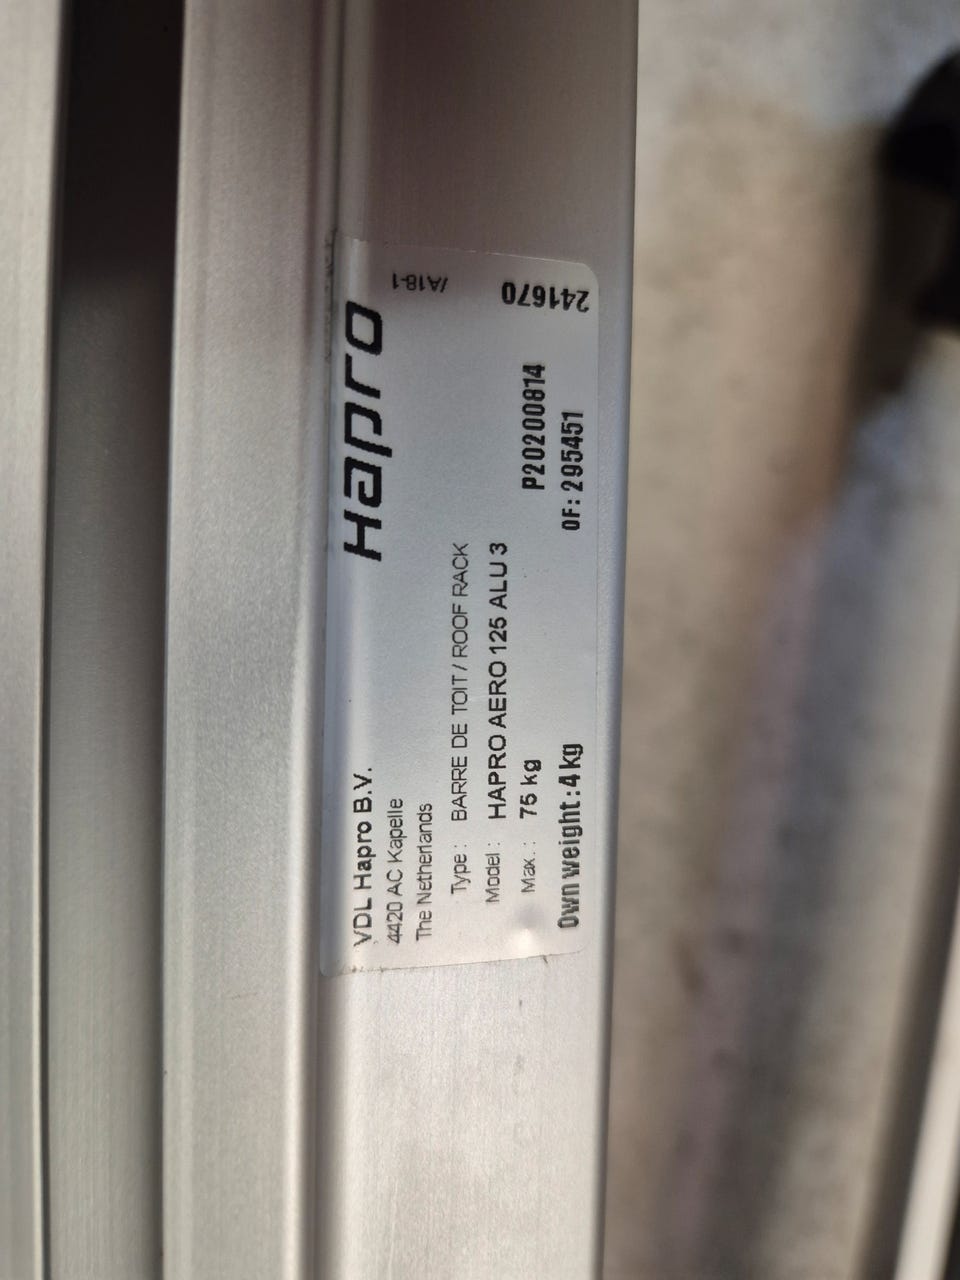 VDL Hapro B.V.
4420 AC Kapelle
The Netherlands
Hapro
/A18-1
Type : BARRE DE TOIT / ROOF RACK
Model : HAPRO AERO 125 ALU 3
Max. : 75 kg
P20200814
Own weight : 4 kg
OF: 295451
241670